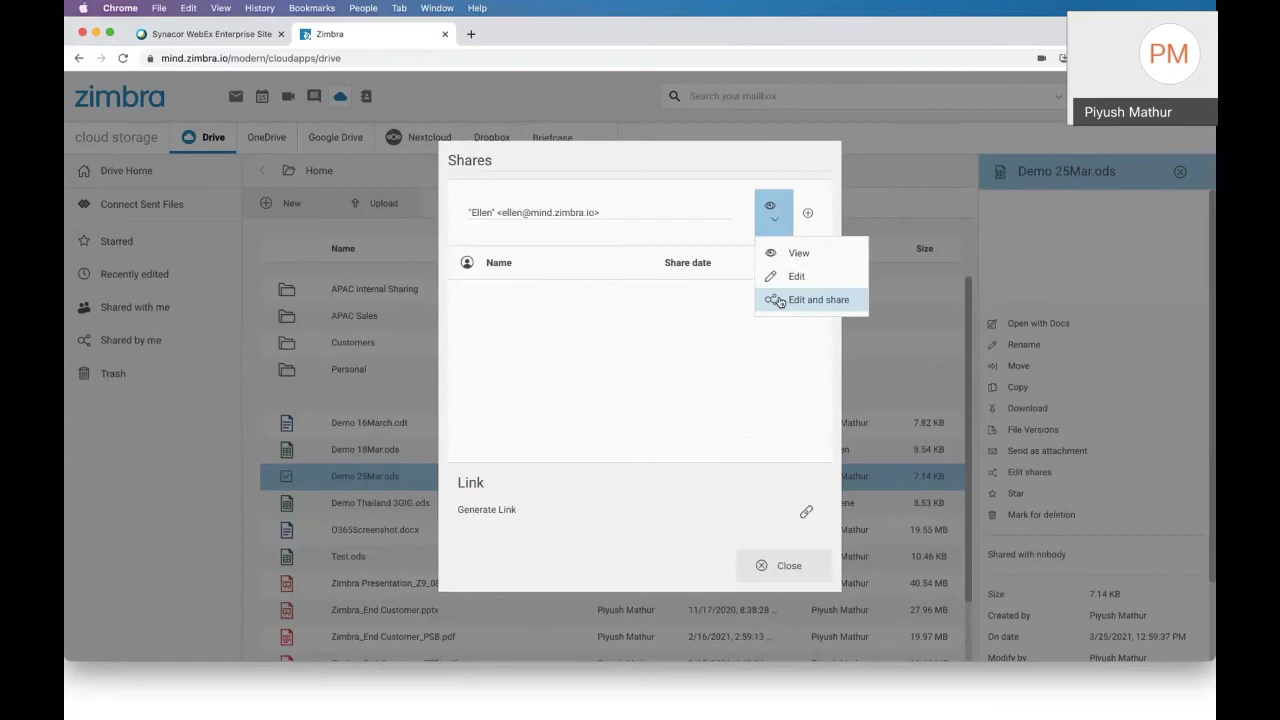 Chrome File Edit View History Bookmarks People Tab Window Help
Synacor WebEx Enterprise Site
Zimbra
mind.zimbra.io/modern/cloudapps/drive
PM
Piyush Mathur
zimbra
Search your mailbox
cloud storage Drive OneDrive Google Drive Nextcloud Dropbox Briefcase
Drive Home
Connect Sent Files
Starred
Recently edited
Shared with me
Shared by me
Trash
Home
New Upload
Name Size
APAC Internal Sharing
APAC Sales
Customers
Personal
Demo 16March.odt Mathur 7.82 KB
Demo 18Mar.ods en 8.54 KB
Demo 25Mar.ods Mathur 7.14 KB
Demo Thailand 3GIG.ods ene 8.53 KB
O365Screenshot.docx Mathur 19.55 MB
Test.ods Mathur 10.46 KB
Zimbra Presentation_Z9_08 Mathur 40.54 MB
Zimbra_End Customer.pptx Piyush Mathur 11/17/2020, 8:38:28 ... Piyush Mathur 27.96 MB
Zimbra_End Customer_PSB.pdf Piyush Mathur 2/16/2021, 2:59:13 ... Piyush Mathur 19.97 MB
Shares
"Ellen" <ellen@mind.zimbra.io>
Name Share date
View
Edit
Edit and share
Link
Generate Link
Close
Demo 25Mar.ods
Open with Docs
Rename
Move
Copy
Download
File Versions
Send as attachment
Edit shares
Star
Mark for deletion
Shared with nobody
Size 7.14 KB
Created by Piyush Mathur
On date 3/25/2021, 12:59:37 PM
Modify by Piyush Mathur